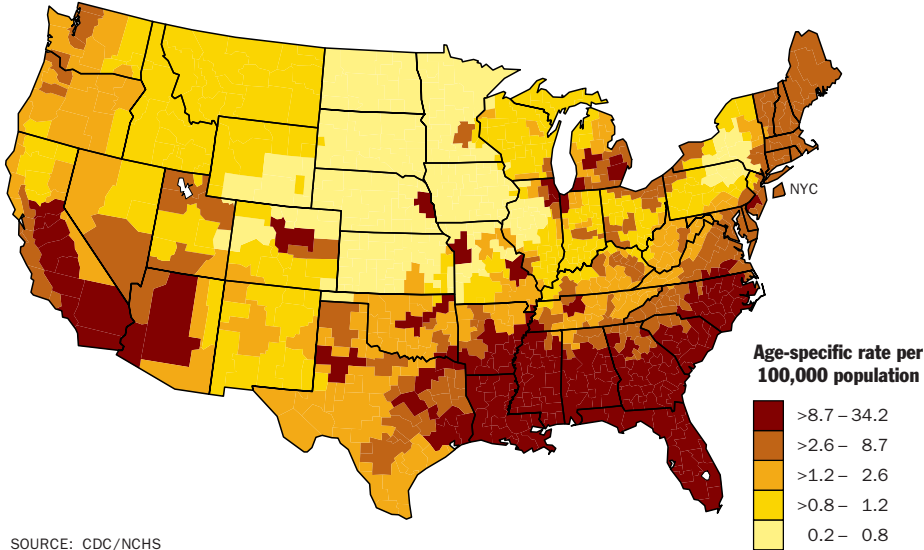 NYC
Age-specific rate per
100,000 population
>8.7 – 34.2
>2.6 – 8.7
>1.2 – 2.6
>0.8 – 1.2
0.2 – 0.8
SOURCE: CDC/NCHS